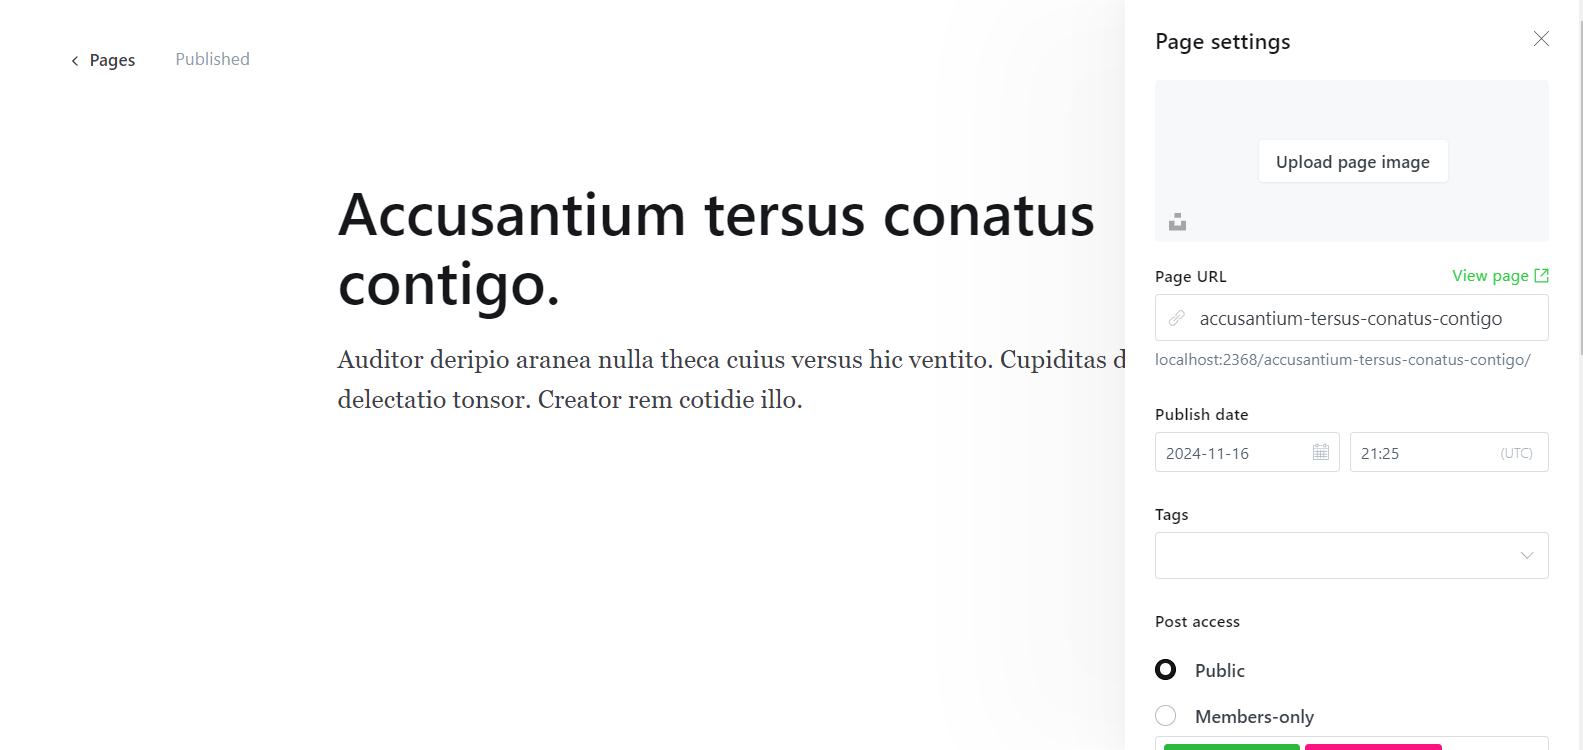 Pages
Published
Accusantium tersus conatus
contigo.
Auditor deripio aranea nulla theca cuius versus hic ventito. Cupiditas
delectatio tonsor. Creator rem cotidie illo.
Page settings
Upload page image
Page URL
View page
accusantium-tersus-conatus-contigo
localhost:2368/accusantium-tersus-conatus-contigo/
Publish date
2024-11-16
21:25
(UTC)
Tags
Post access
Public
Members-only